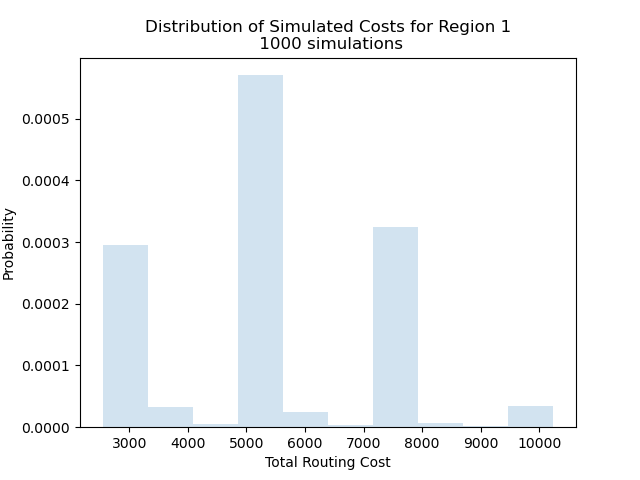 Distribution of Simulated Costs for Region 1
1000 simulations
0.0005
0.0004
0.0003
0.0002
0.0001
0.0000
Probability
3000 4000 5000 6000 7000 8000 9000 10000
Total Routing Cost